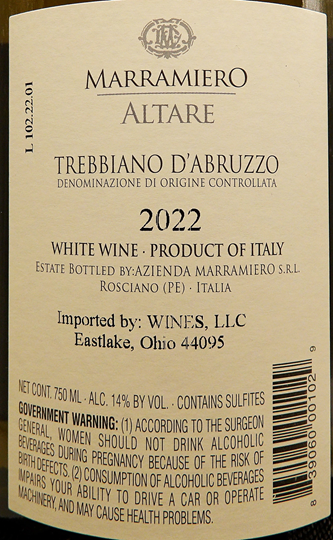 MARRAMIERO
ALTARE
L 102.22.01
TREBBIANO D'ABRUZZO
DENOMINAZIONE DI ORIGINE CONTROLLATA
2022
WHITE WINE · PRODUCT OF ITALY
ESTATE BOTTLED BY:AZIENDA MARRAMIERO S.R.L.
ROSCIANO (PE) · ITALIA
Imported by: WINES, LLC
Eastlake, Ohio 44095
NET CONT. 750 ML · ALC. 14% BY VOL. · CONTAINS SULFITES
GOVERNMENT WARNING: (1) ACCORDING TO THE SURGEON
GENERAL, WOMEN SHOULD NOT DRINK ALCOHOLIC
BEVERAGES DURING PREGNANCY BECAUSE OF THE RISK OF
BIRTH DEFECTS. (2) CONSUMPTION OF ALCOHOLIC BEVERAGES
IMPAIRS YOUR ABILITY TO DRIVE A CAR OR OPERATE
MACHINERY, AND MAY CAUSE HEALTH PROBLEMS.
8 39060 00102 9